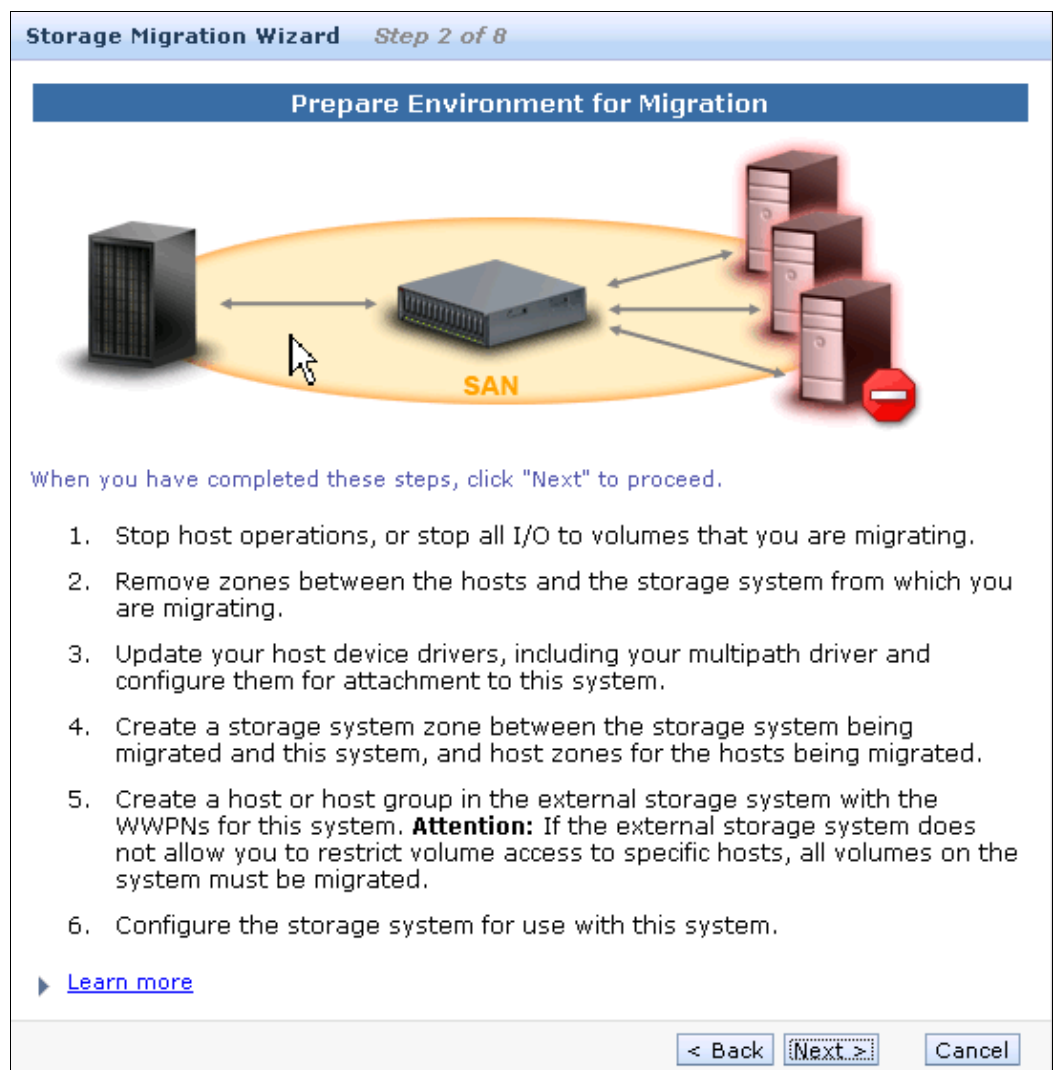 Storage Migration Wizard Step 2 of 8
Prepare Environment for Migration
SAN
When you have completed these steps, click "Next" to proceed.
1. Stop host operations, or stop all I/O to volumes that you are migrating.
2. Remove zones between the hosts and the storage system from which you
are migrating.
3. Update your host device drivers, including your multipath driver and
configure them for attachment to this system.
4. Create a storage system zone between the storage system being
migrated and this system, and host zones for the hosts being migrated.
5. Create a host or host group in the external storage system with the
WWPNs for this system. Attention: If the external storage system does
not allow you to restrict volume access to specific hosts, all volumes on the
system must be migrated.
6. Configure the storage system for use with this system.
Learn more
< Back Next > Cancel